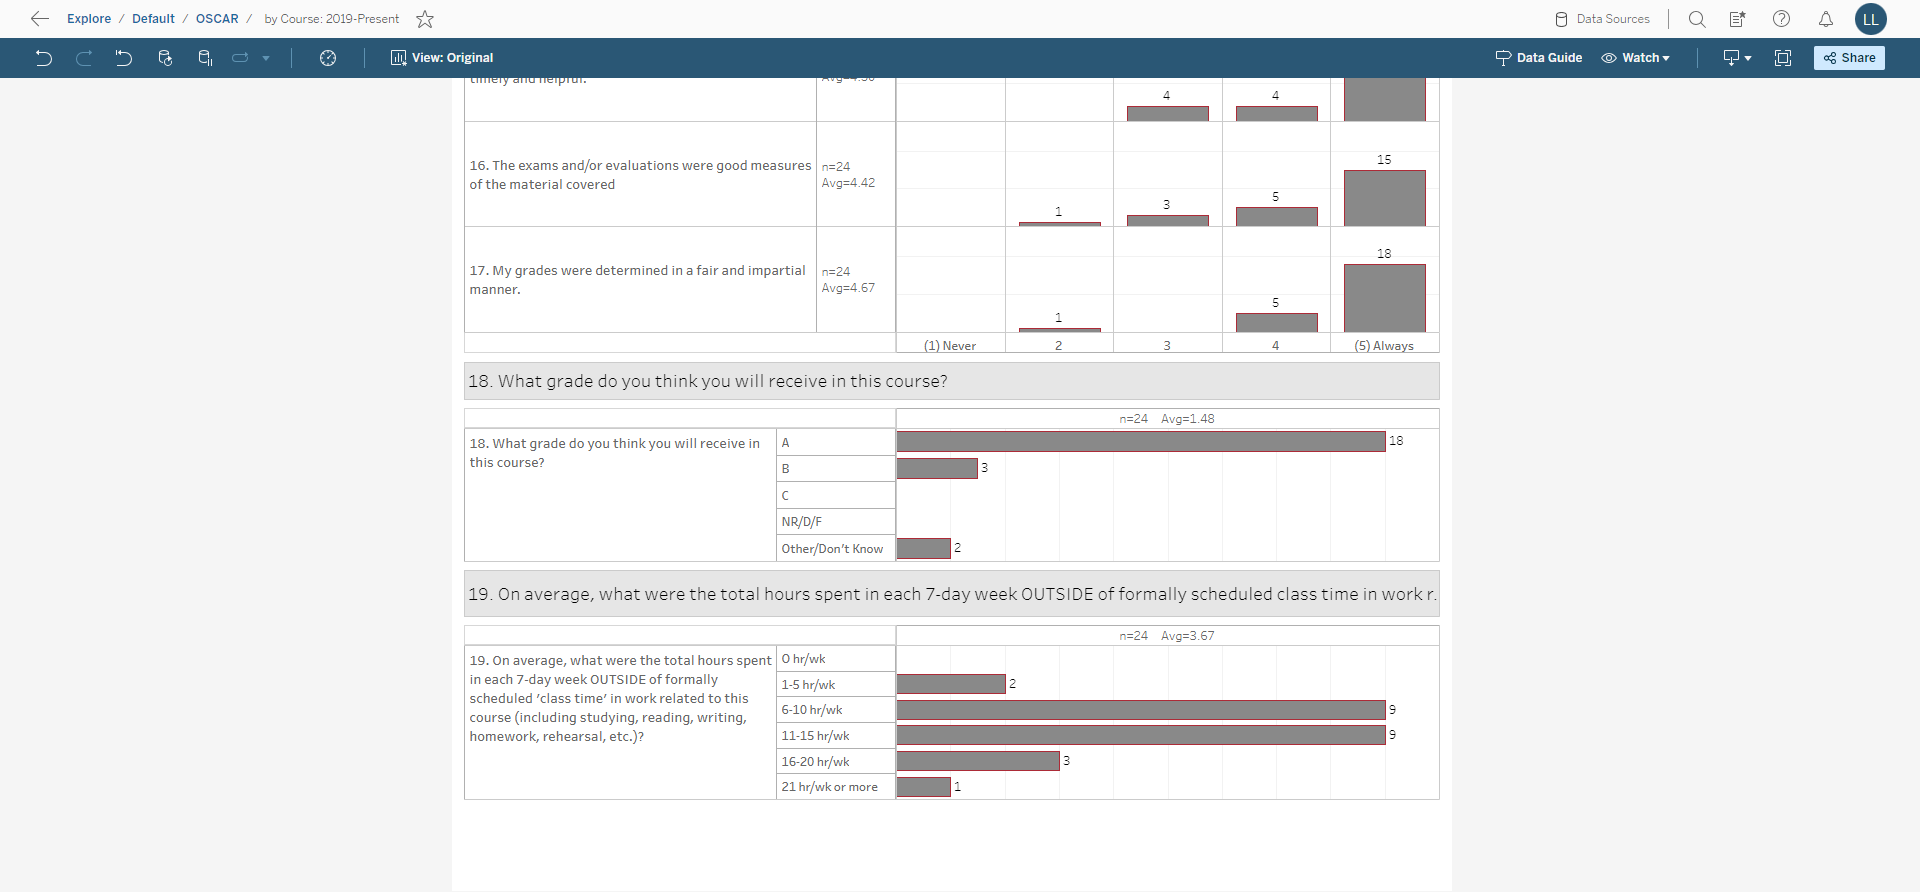 Explore / Default / OSCAR / by Course: 2019-Present
Data Sources
LL
View: Original
Data Guide
Watch
Share
timely and helpful.
4
4
16. The exams and/or evaluations were good measures
of the material covered
n=24
Avg=4.42
1
3
5
15
17. My grades were determined in a fair and impartial
manner.
n=24
Avg=4.67
1
5
18
(1) Never
2
3
4
(5) Always
18. What grade do you think you will receive in this course?
n=24 Avg=1.48
18. What grade do you think you will receive in
this course?
A
18
B
3
C
NR/D/F
Other/Don't Know
2
19. On average, what were the total hours spent in each 7-day week OUTSIDE of formally scheduled class time in work r.
n=24 Avg=3.67
19. On average, what were the total hours spent
in each 7-day week OUTSIDE of formally
scheduled ‘class time’ in work related to this
course (including studying, reading, writing,
homework, rehearsal, etc.)?
0 hr/wk
1-5 hr/wk
2
6-10 hr/wk
9
11-15 hr/wk
9
16-20 hr/wk
3
21 hr/wk or more
1